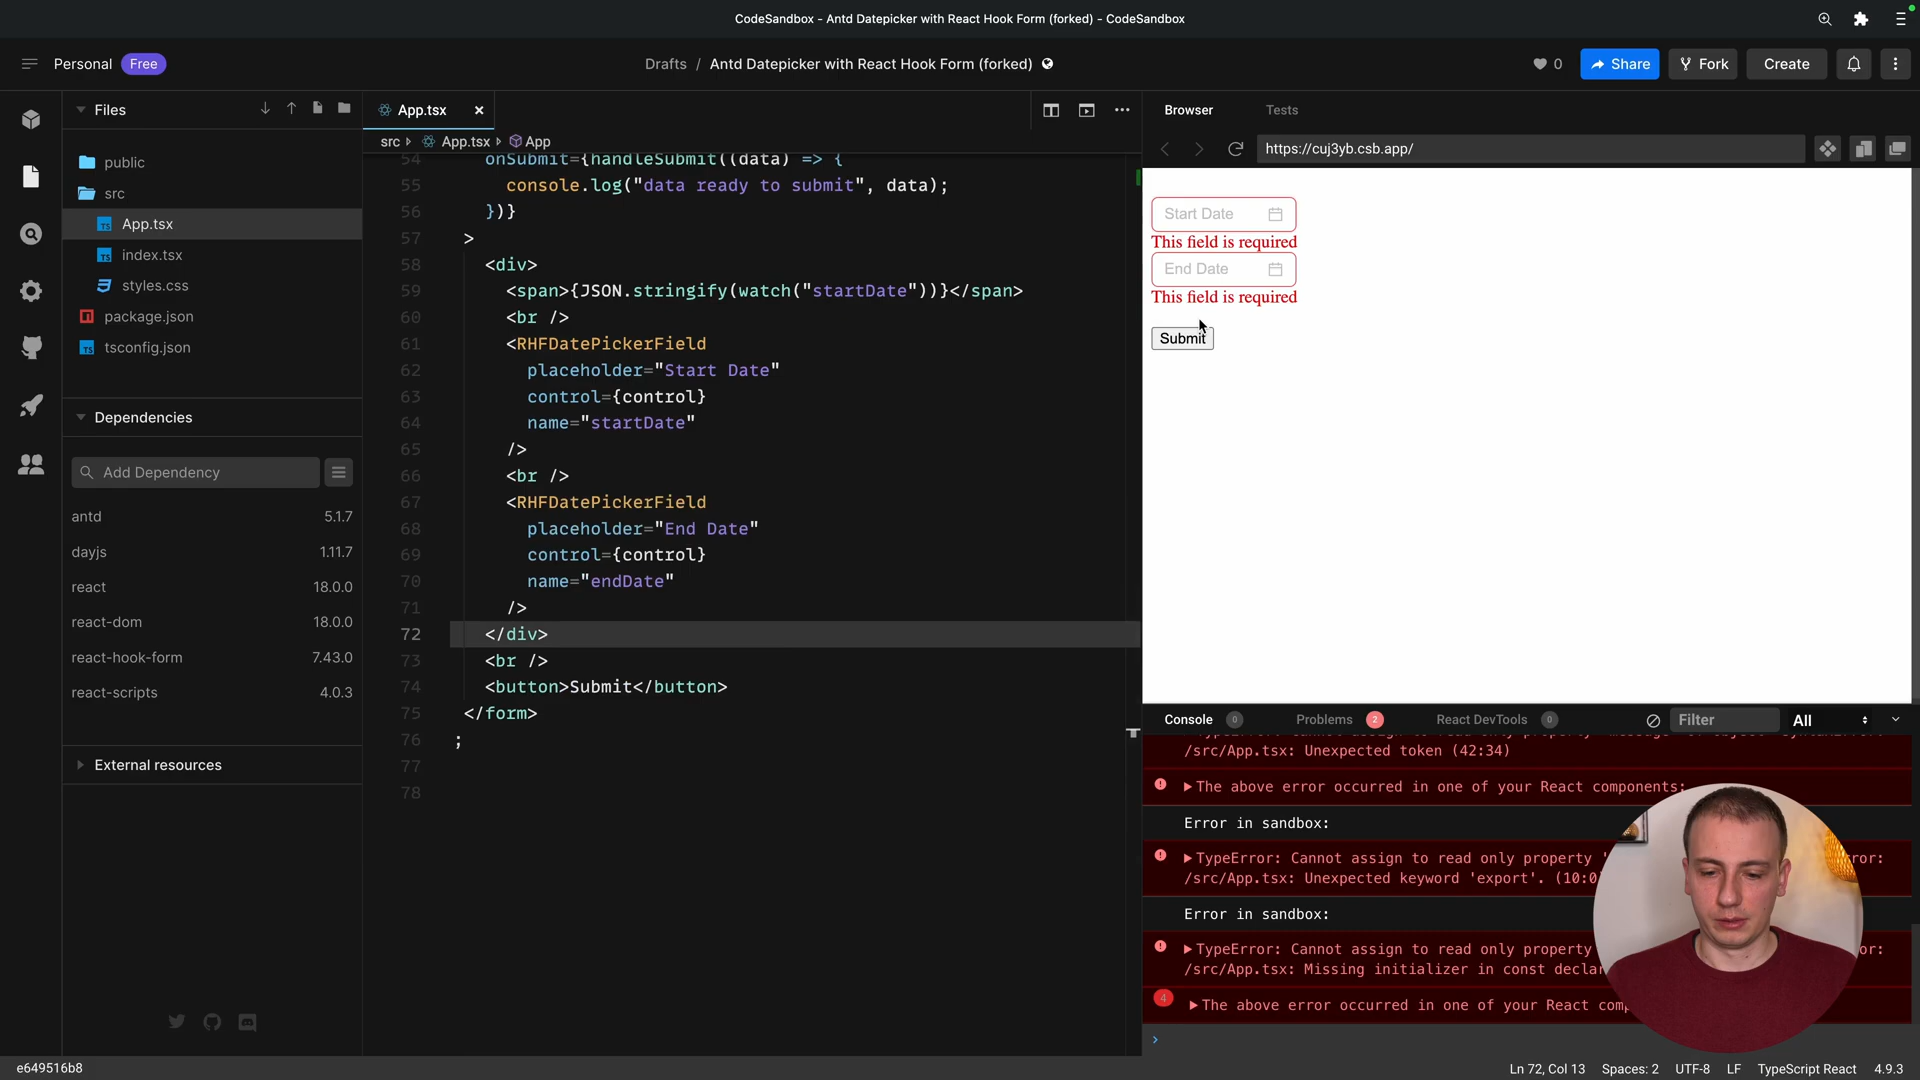 CodeSandbox - Antd Datepicker with React Hook Form (forked) - CodeSandbox
Personal Free
Drafts / Antd Datepicker with React Hook Form (forked)
0 Share Fork Create
Files
public
src
App.tsx
index.tsx
styles.css
package.json
tsconfig.json
Dependencies
Add Dependency
antd 5.1.7
dayjs 1.11.7
react 18.0.0
react-dom 18.0.0
react-hook-form 7.43.0
react-scripts 4.0.3
External resources
App.tsx
src App.tsx App
54 onSubmit={handleSubmit((data) => {
55 console.log("data ready to submit", data);
56 })}
57 >
58 <div>
59 <span>{JSON.stringify(watch("startDate"))}</span>
60 <br />
61 <RHFDatePickerField
62 placeholder="Start Date"
63 control={control}
64 name="startDate"
65 />
66 <br />
67 <RHFDatePickerField
68 placeholder="End Date"
69 control={control}
70 name="endDate"
71 />
72 </div>
73 <br />
74 <button>Submit</button>
75 </form>
76 ;
77
78
Browser Tests
https://cuj3yb.csb.app/
Start Date
This field is required
End Date
This field is required
Submit
Console 0 Problems 2 React DevTools 0 Filter All
/src/App.tsx: Unexpected token (42:34)
The above error occurred in one of your React components:
Error in sandbox:
TypeError: Cannot assign to read only property
/src/App.tsx: Unexpected keyword 'export'. (10:0
Error in sandbox:
TypeError: Cannot assign to read only property
/src/App.tsx: Missing initializer in const
4 The above error occurred in one of your React
e649516b8
Ln 72, Col 13 Spaces: 2 UTF-8 LF TypeScript React 4.9.3